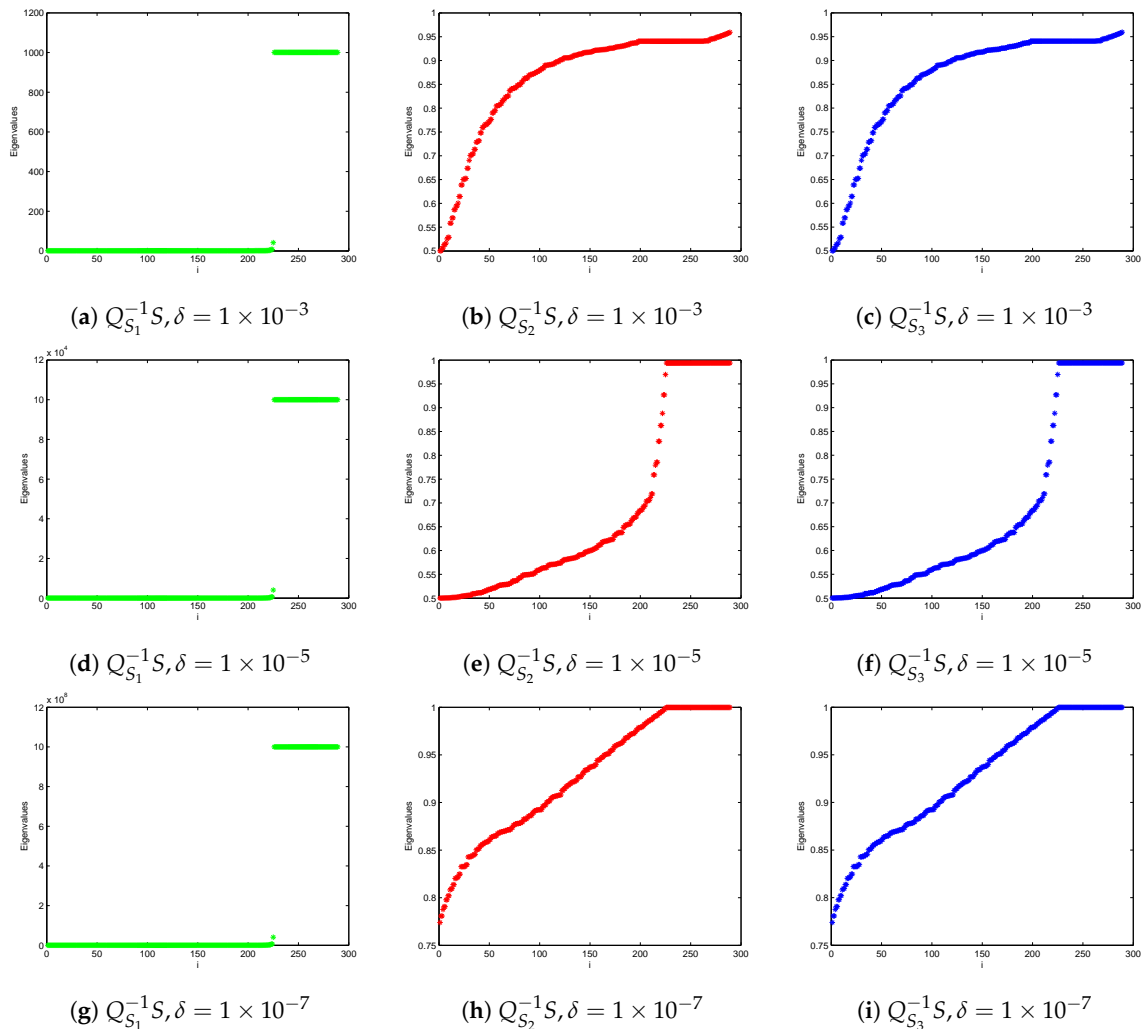 1200
1000
800
600
400
200
0
Eigenvalues
0 50 100 150 200 250 300
i
(a) Q_{S_1}^{-1}S, δ = 1 × 10^{-3}
1
0.95
0.9
0.85
0.8
0.75
0.7
0.65
0.6
0.55
0.5
Eigenvalues
0 50 100 150 200 250 300
i
(b) Q_{S_2}^{-1}S, δ = 1 × 10^{-3}
1
0.95
0.9
0.85
0.8
0.75
0.7
0.65
0.6
0.55
0.5
Eigenvalues
0 50 100 150 200 250 300
i
(c) Q_{S_3}^{-1}S, δ = 1 × 10^{-3}
x 10^4
12
10
8
6
4
2
0
Eigenvalues
0 50 100 150 200 250 300
i
(d) Q_{S_1}^{-1}S, δ = 1 × 10^{-5}
1
0.95
0.9
0.85
0.8
0.75
0.7
0.65
0.6
0.55
0.5
Eigenvalues
0 50 100 150 200 250 300
i
(e) Q_{S_2}^{-1}S, δ = 1 × 10^{-5}
1
0.95
0.9
0.85
0.8
0.75
0.7
0.65
0.6
0.55
0.5
Eigenvalues
0 50 100 150 200 250 300
i
(f) Q_{S_3}^{-1}S, δ = 1 × 10^{-5}
x 10^8
12
10
8
6
4
2
0
Eigenvalues
0 50 100 150 200 250 300
i
(g) Q_{S_1}^{-1}S, δ = 1 × 10^{-7}
1
0.95
0.9
0.85
0.8
0.75
Eigenvalues
0 50 100 150 200 250 300
i
(h) Q_{S_2}^{-1}S, δ = 1 × 10^{-7}
1
0.95
0.9
0.85
0.8
0.75
Eigenvalues
0 50 100 150 200 250 300
i
(i) Q_{S_3}^{-1}S, δ = 1 × 10^{-7}